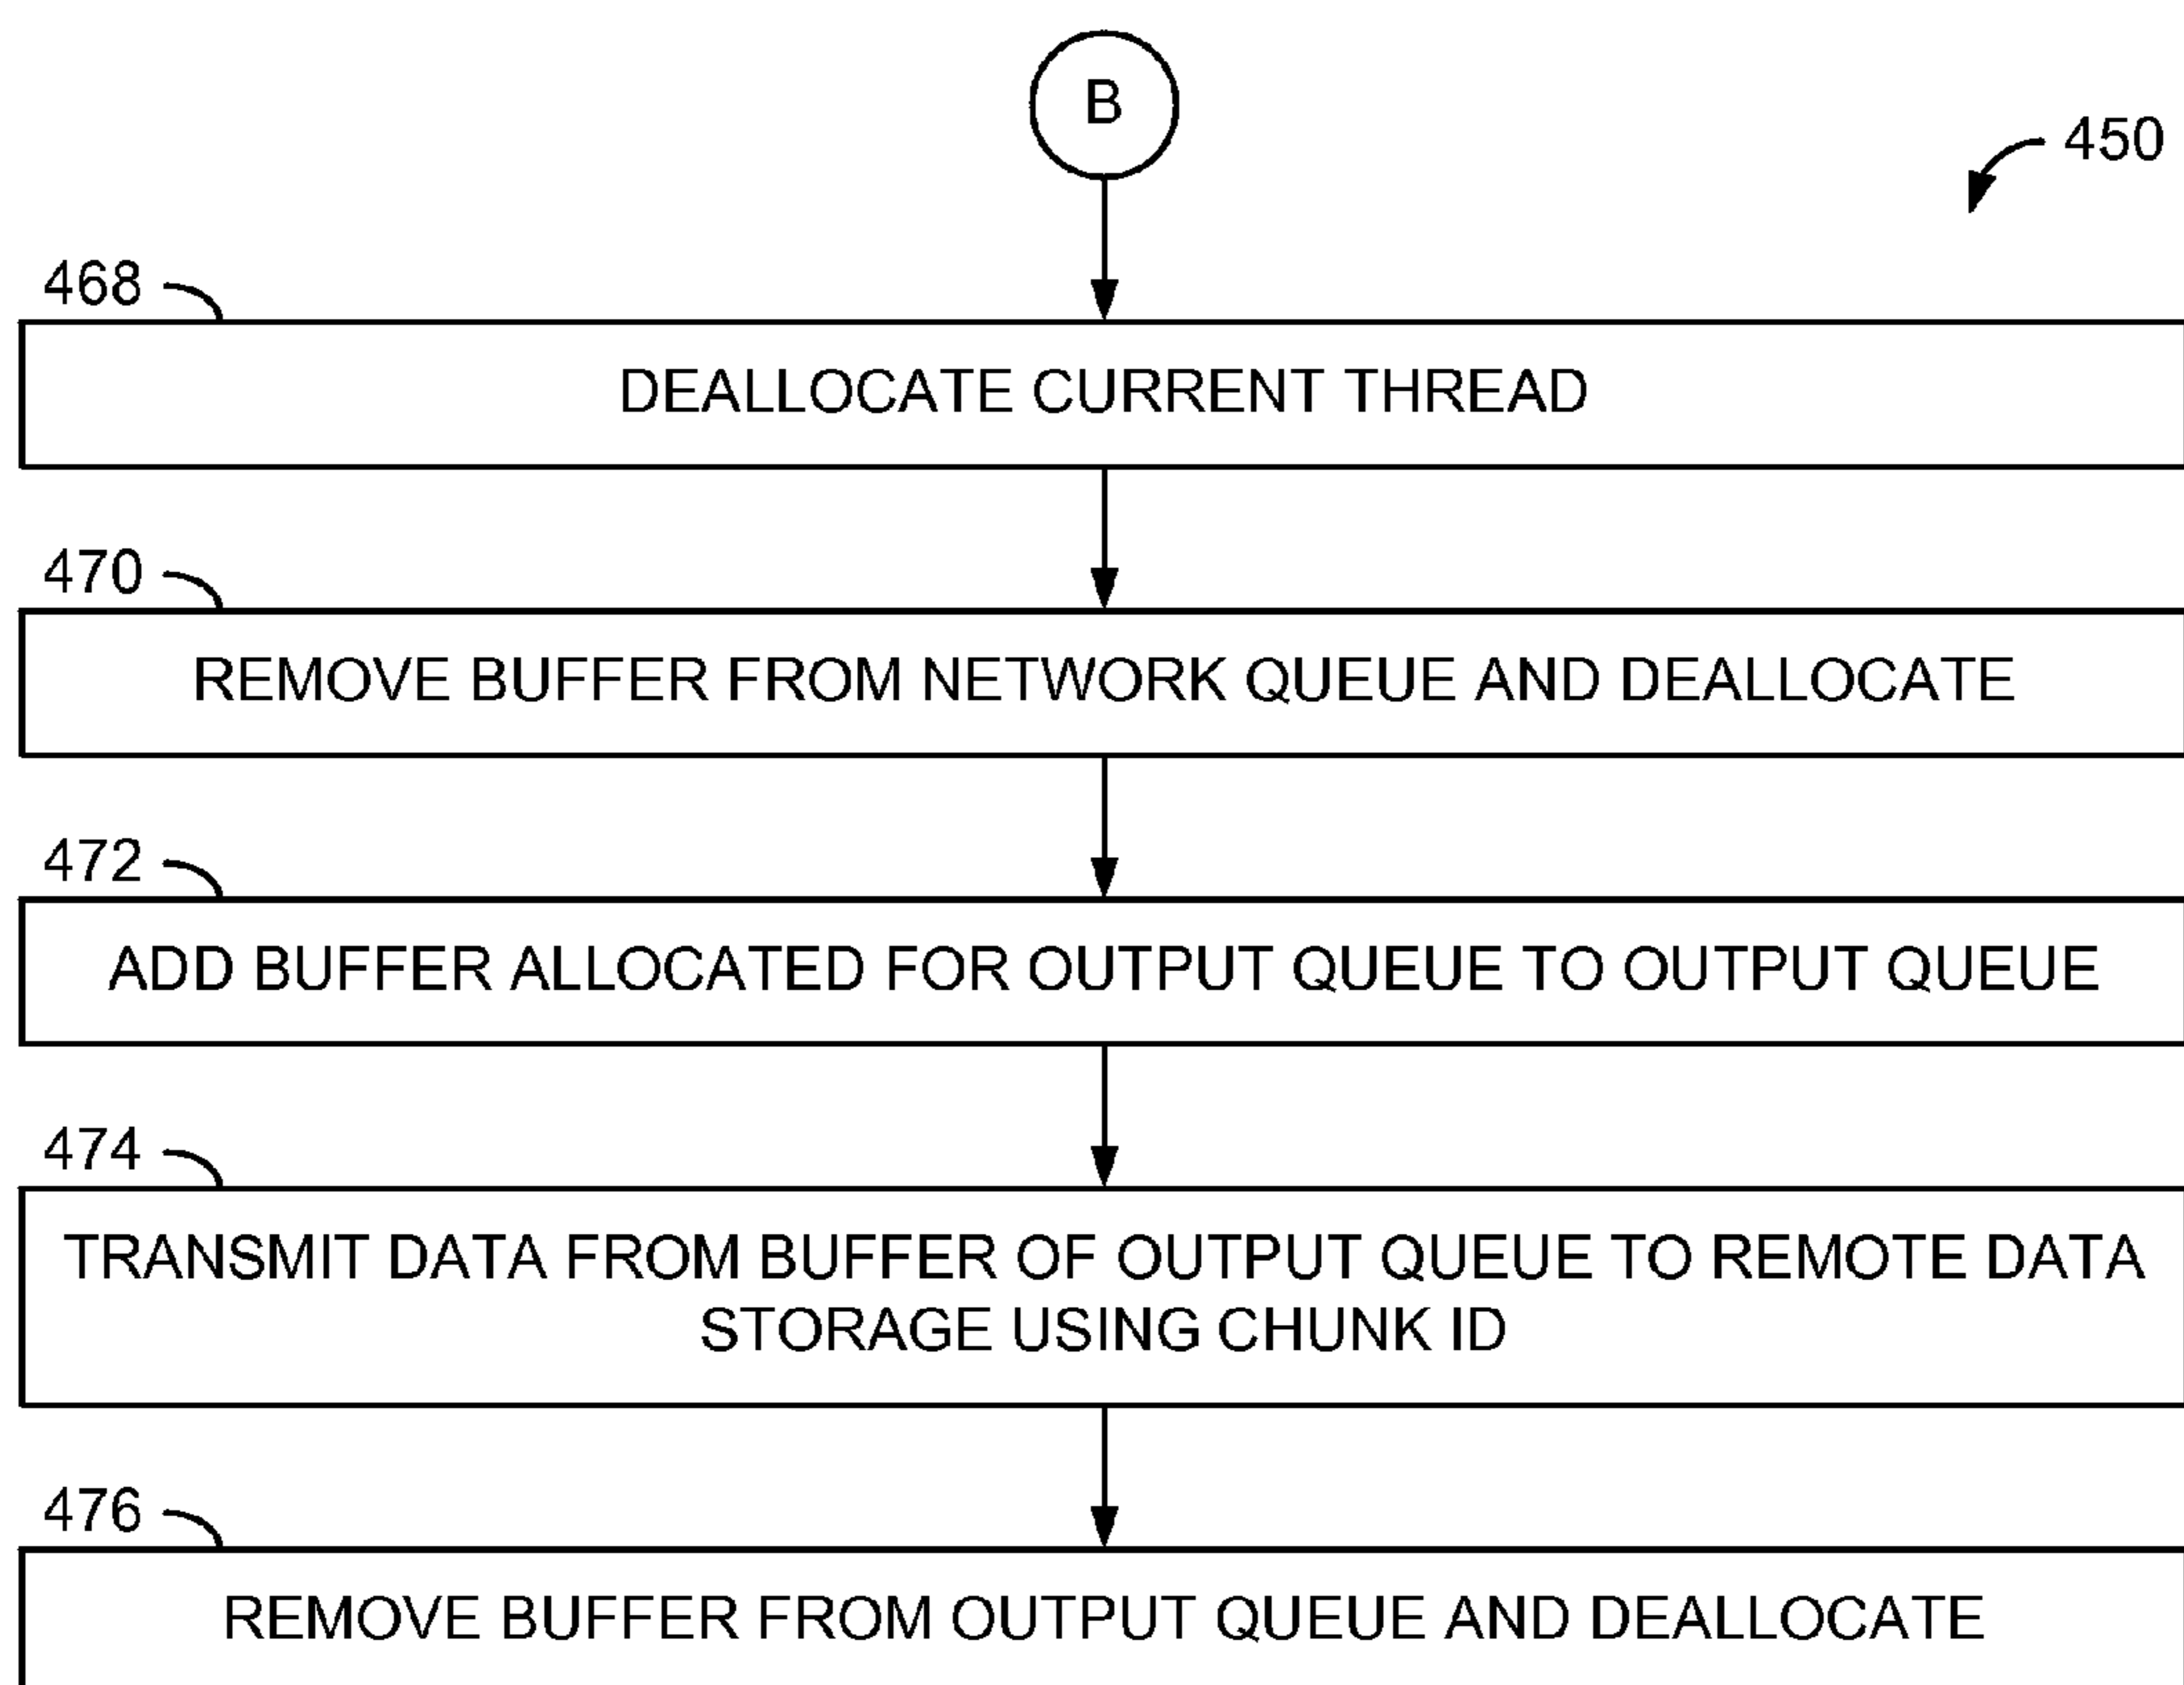 B
450
468
DEALLOCATE CURRENT THREAD
470
REMOVE BUFFER FROM NETWORK QUEUE AND DEALLOCATE
472
ADD BUFFER ALLOCATED FOR OUTPUT QUEUE TO OUTPUT QUEUE
474
TRANSMIT DATA FROM BUFFER OF OUTPUT QUEUE TO REMOTE DATA
STORAGE USING CHUNK ID
476
REMOVE BUFFER FROM OUTPUT QUEUE AND DEALLOCATE